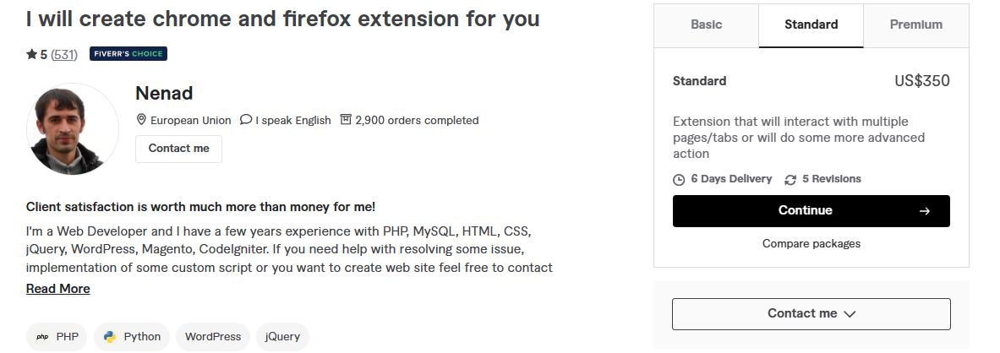 I will create chrome and firefox extension for you
5 (531) FIVERR'S CHOICE
Nenad
European Union I speak English 2,900 orders completed
Contact me
Client satisfaction is worth much more than money for me!
I'm a Web Developer and I have a few years experience with PHP, MySQL, HTML, CSS,
jQuery, WordPress, Magento, CodeIgniter. If you need help with resolving some issue,
implementation of some custom script or you want to create web site feel free to contact
Read More
php PHP Python WordPress jQuery
Basic Standard Premium
Standard US$350
Extension that will interact with multiple
pages/tabs or will do some more advanced
action
6 Days Delivery 5 Revisions
Continue →
Compare packages
Contact me